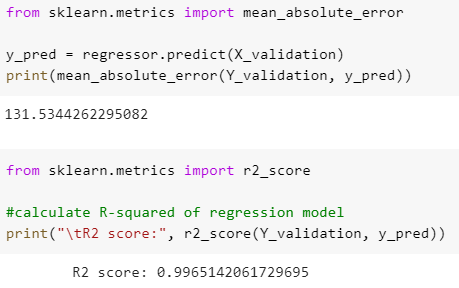 from sklearn.metrics import mean_absolute_error
y_pred = regressor.predict(X_validation)
print(mean_absolute_error(Y_validation, y_pred))
131.5344262295082
from sklearn.metrics import r2_score
#calculate R-squared of regression model
print("\tR2 score:", r2_score(Y_validation, y_pred))
R2 score: 0.9965142061729695